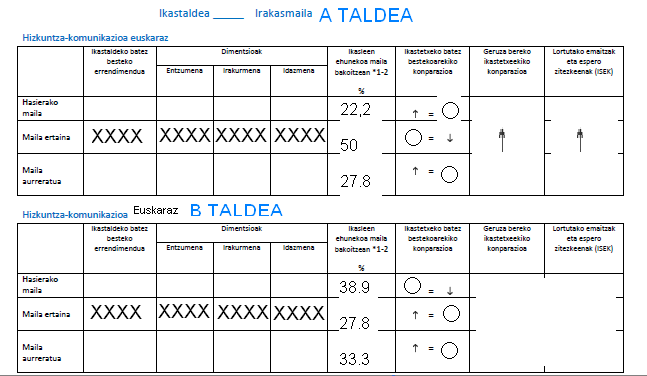 Ikastaldea _____ Irakasmaila A TALDEA
Hizkuntza-komunikazioa euskaraz
Ikastaldeko batez besteko errendimendua
Dimentsioak
Entzumena Irakurmena Idazmena
Ikasleen ehunekoa maila bakoitzean *1-2
%
Ikastetxeko batez bestekoarekiko konparazioa
Geruza bereko ikastetxeekiko konparazioa
Lortutako emaitzak eta espero zitezkeenak (ISEK)
Hasierako maila 22,2 ↑ =
Maila ertaina XXXX XXXX XXXX XXXX 50 = ↓
Maila aurreratua 27.8 ↑ =
Hizkuntza-komunikazioa Euskaraz B TALDEA
Ikastaldeko batez besteko errendimendua
Dimentsioak
Entzumena Irakurmena Idazmena
Ikasleen ehunekoa maila bakoitzean *1-2
%
Ikastetxeko batez bestekoarekiko konparazioa
Geruza bereko ikastetxeekiko konparazioa
Lortutako emaitzak eta espero zitezkeenak (ISEK)
Hasierako maila 38.9 = ↓
Maila ertaina XXXX XXXX XXXX XXXX 27.8 ↑ =
Maila aurreratua 33.3 ↑ =